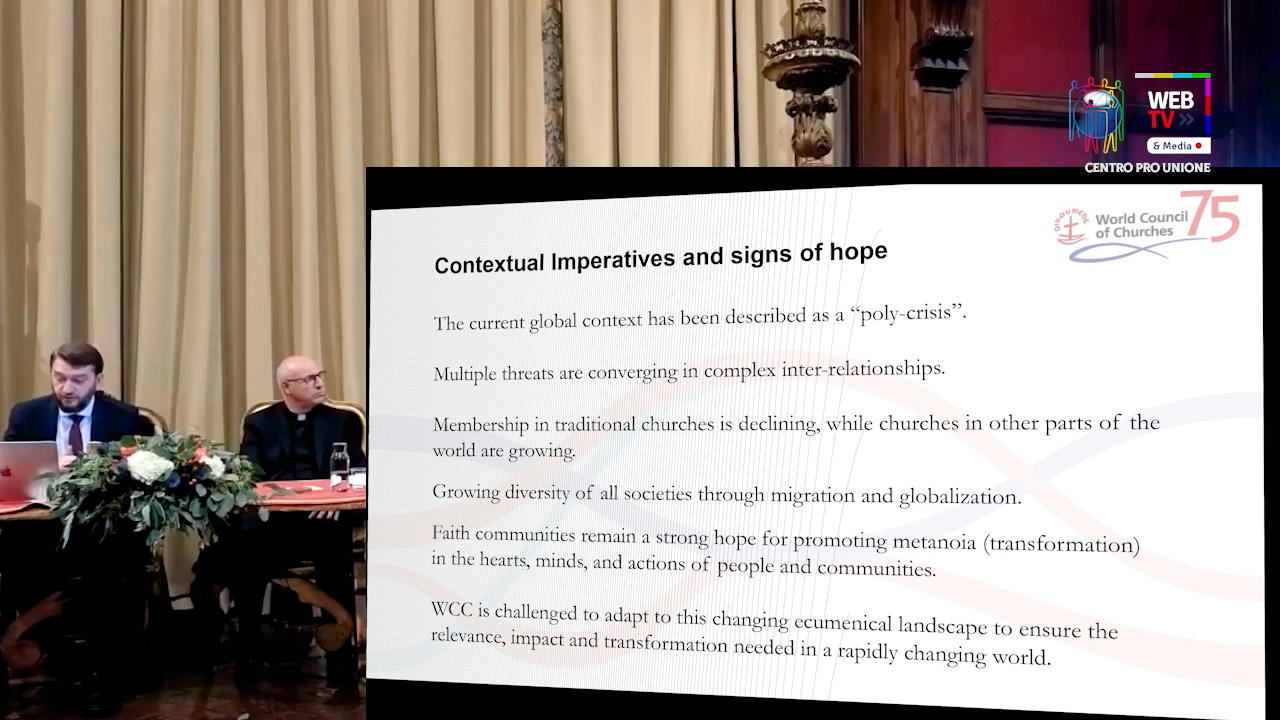 WEB
TV
& Media
CENTRO PRO UNIONE
OIKOUMENE
World Council
of Churches
75
Contextual Imperatives and signs of hope
The current global context has been described as a “poly-crisis”.
Multiple threats are converging in complex inter-relationships.
Membership in traditional churches is declining, while churches in other parts of the
world are growing.
Growing diversity of all societies through migration and globalization.
Faith communities remain a strong hope for promoting metanoia (transformation)
in the hearts, minds, and actions of people and communities.
WCC is challenged to adapt to this changing ecumenical landscape to ensure the
relevance, impact and transformation needed in a rapidly changing world.